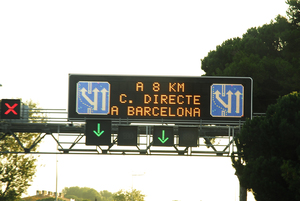 A 8 KM
C. DIRECTE
A BARCELONA